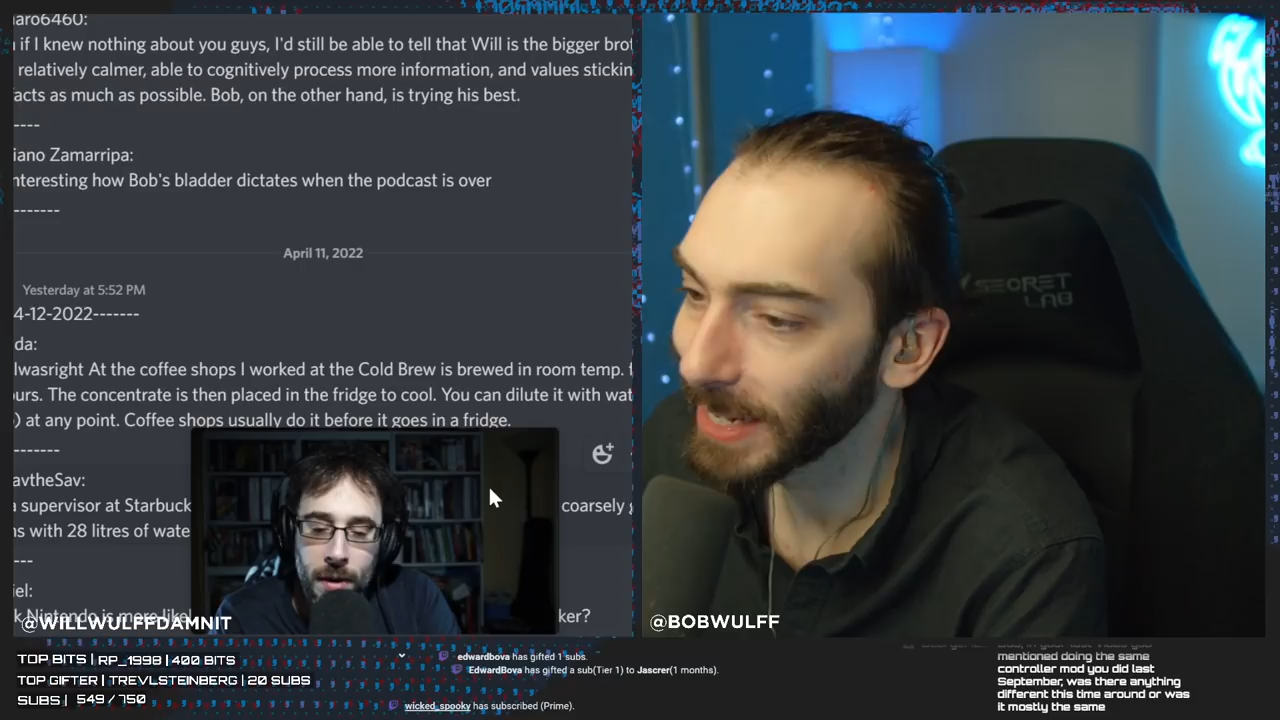 aro6460:
if I knew nothing about you guys, I'd still be able to tell that Will is the bigger
relatively calmer, able to cognitively process more information, and values
as much as possible. Bob, on the other hand, is trying his best.
----
iano Zamarripa:
nteresting how Bob's bladder dictates when the podcast is over
-------
April 11, 2022
Yesterday at 5:52 PM
4-12-2022-------
da:
lwasright At the coffee shops I worked at the Cold Brew is brewed in room temp.
urs. The concentrate is then placed in the fridge to cool. You can dilute it with
) at any point. Coffee shops usually do it before it goes in a fridge.
-------
avtheSav:
a supervisor at coarsely
with 28 litres of
---
iel:
Nintendo is more ker?
@WILLWULFFDAMNIT
SECRET
LAB
@BOBWULFF
TOP BITS | RP_1998 | 400 BITS
TOP GIFTER | TREVLSTEINBERG | 20 SUBS
SUBS | 549 / 750
edwardbova has gifted 1 subs.
EdwardBova has gifted a sub(Tier 1) to Jascrer(1 months).
wicked_spooky has subscribed (Prime).
mentioned doing the same
controller mod you did last
September, was there anything
different this time around or was
it mostly the same